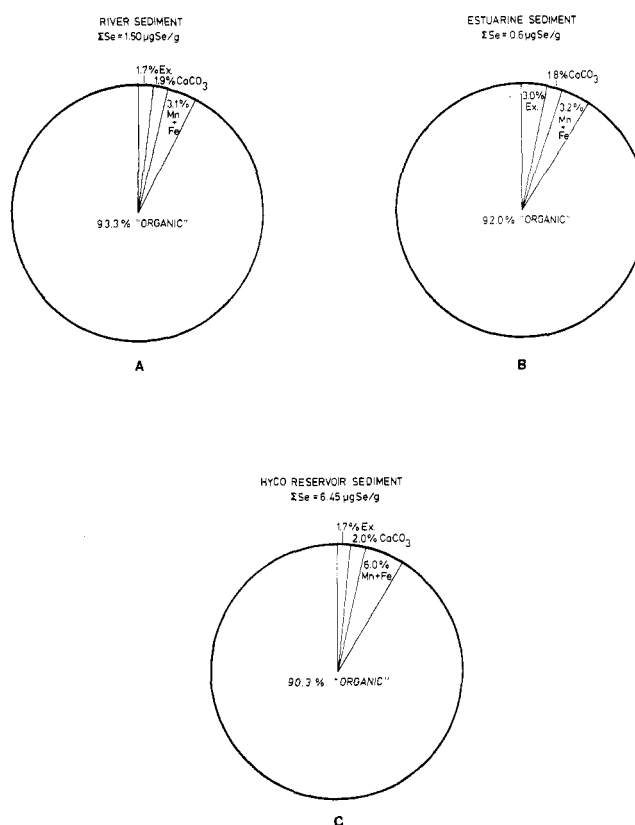 RIVER SEDIMENT
ΣSe = 1.50 µgSe/g
1.7% Ex.
1.9% CaCO3
3.1%
Mn
+
Fe
93.3% "ORGANIC"
A
ESTUARINE SEDIMENT
ΣSe = 0.6 µgSe/g
1.8% CaCO3
3.0%
Ex.
3.2%
Mn
+
Fe
92.0% "ORGANIC"
B
HYCO RESERVOIR SEDIMENT
ΣSe = 6.45 µgSe/g
1.7% Ex.
2.0% CaCO3
6.0%
Mn+Fe
90.3% "ORGANIC"
C